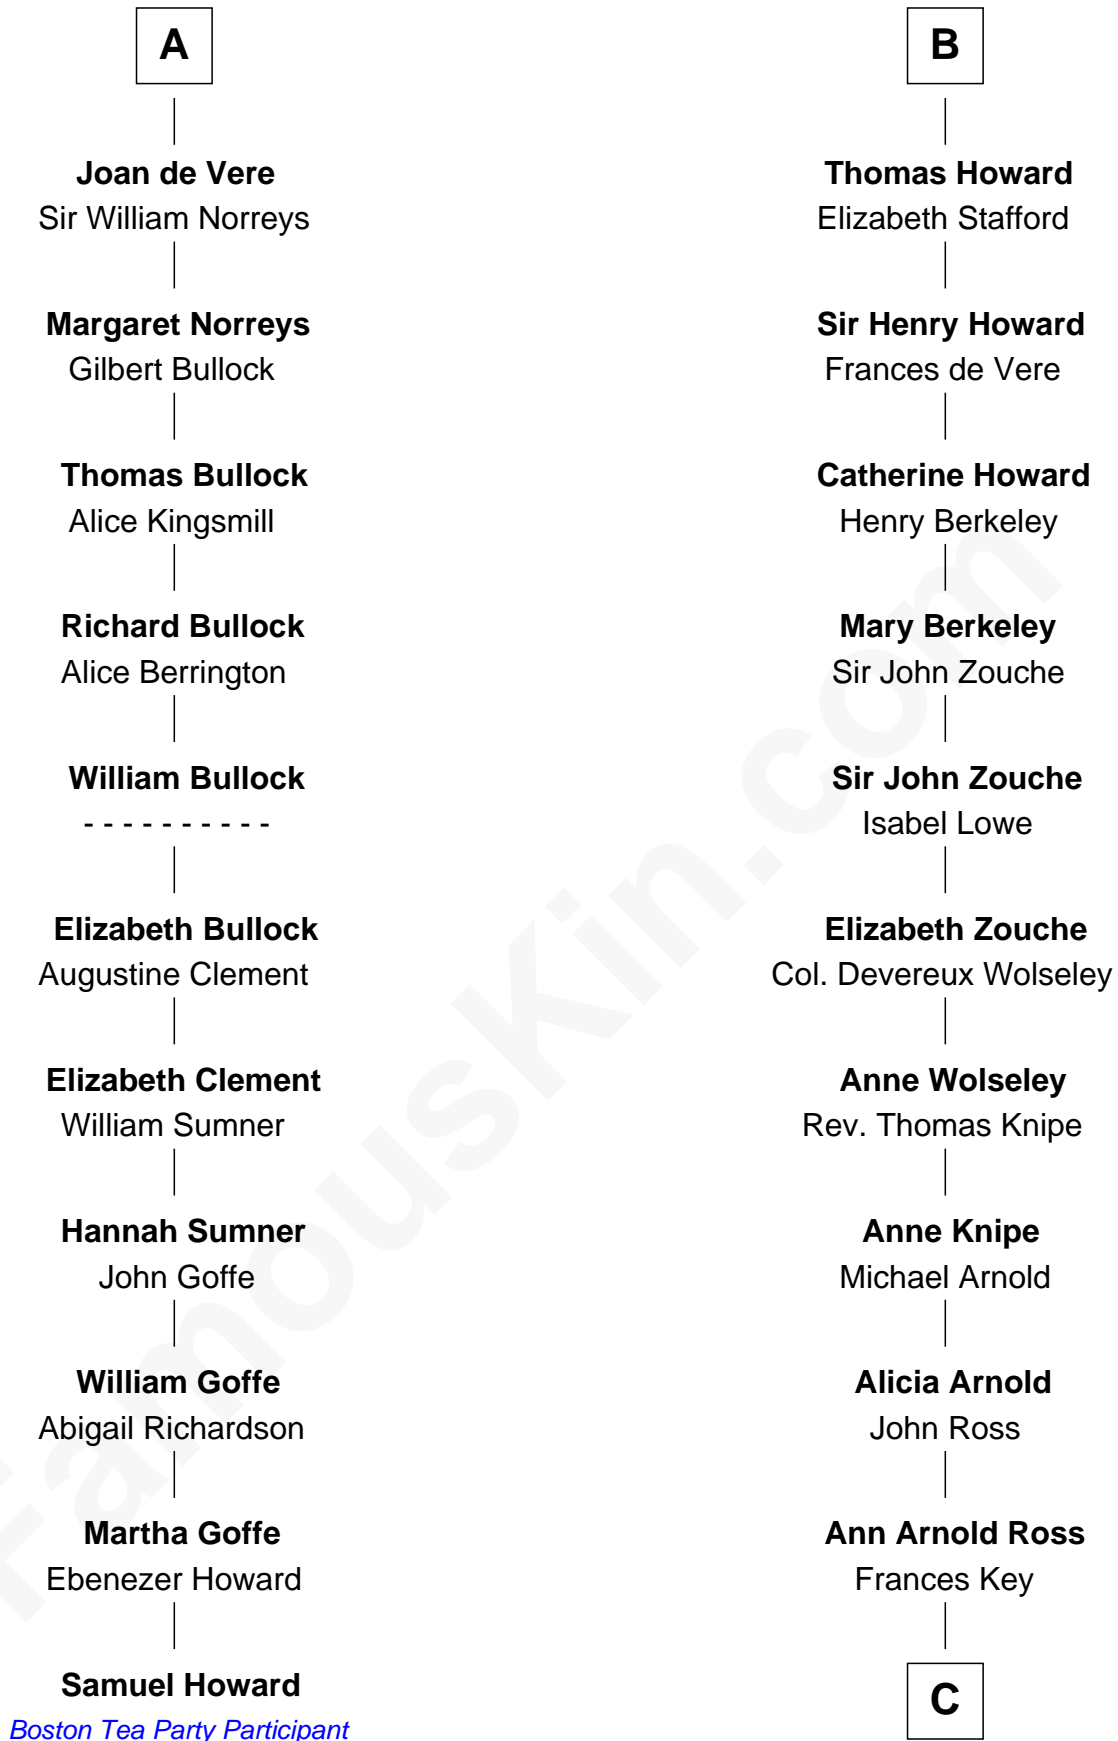 A
Joan de Vere
Sir William Norreys
Margaret Norreys
Gilbert Bullock
Thomas Bullock
Alice Kingsmill
Richard Bullock
Alice Berrington
William Bullock
- - - - - - - - - -
Elizabeth Bullock
Augustine Clement
Elizabeth Clement
William Sumner
Hannah Sumner
John Goffe
William Goffe
Abigail Richardson
Martha Goffe
Ebenezer Howard
Samuel Howard
Boston Tea Party Participant
B
Thomas Howard
Elizabeth Stafford
Sir Henry Howard
Frances de Vere
Catherine Howard
Henry Berkeley
Mary Berkeley
Sir John Zouche
Sir John Zouche
Isabel Lowe
Elizabeth Zouche
Col. Devereux Wolseley
Anne Wolseley
Rev. Thomas Knipe
Anne Knipe
Michael Arnold
Alicia Arnold
John Ross
Ann Arnold Ross
Frances Key
C
FamousKin.com